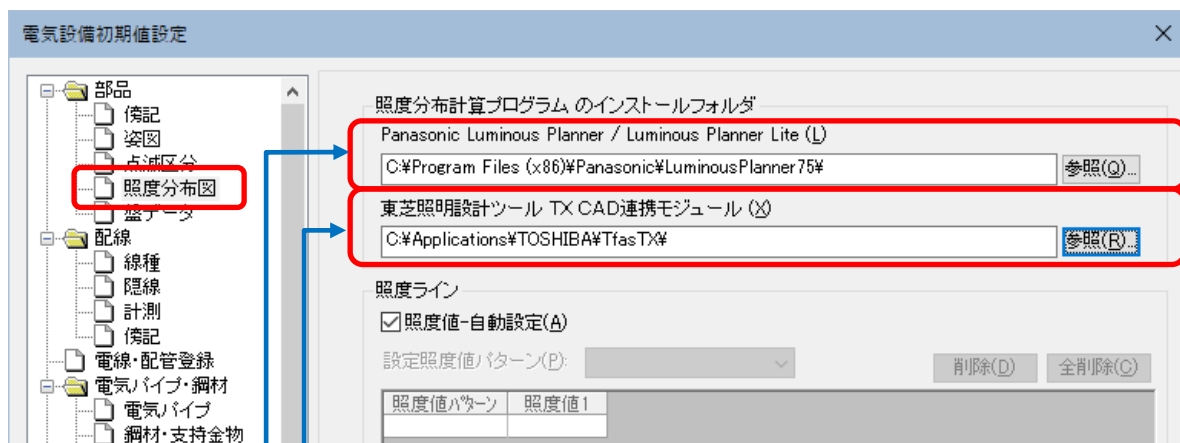 電気設備初期値設定
部品
傍記
姿図
点滅区分
照度分布図
盤データ
配線
線種
隠線
計測
傍記
電線・配管登録
電気パイプ・鋼材
電気パイプ
鋼材・支持金物
照度分布計算プログラム のインストールフォルダ
Panasonic Luminous Planner / Luminous Planner Lite (L)
C:¥Program Files (x86)¥Panasonic¥LuminousPlanner75¥
参照(Q)...
東芝照明設計ツール TX CAD連携モジュール (X)
C:¥Applications¥TOSHIBA¥TfasTX¥
参照(R)...
照度ライン
照度値-自動設定(A)
設定照度値パターン(P):
削除(D) 全削除(C)
照度値パターン 照度値1